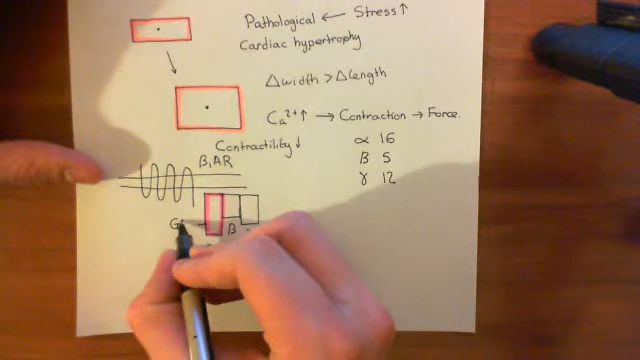 Pathological ← Stress↑
Cardiac hypertrophy
Δwidth > Δlength
Ca²⁺↑ → Contraction → Force.
Contractility↓
α 16
β 5
γ 12
β₁AR
β